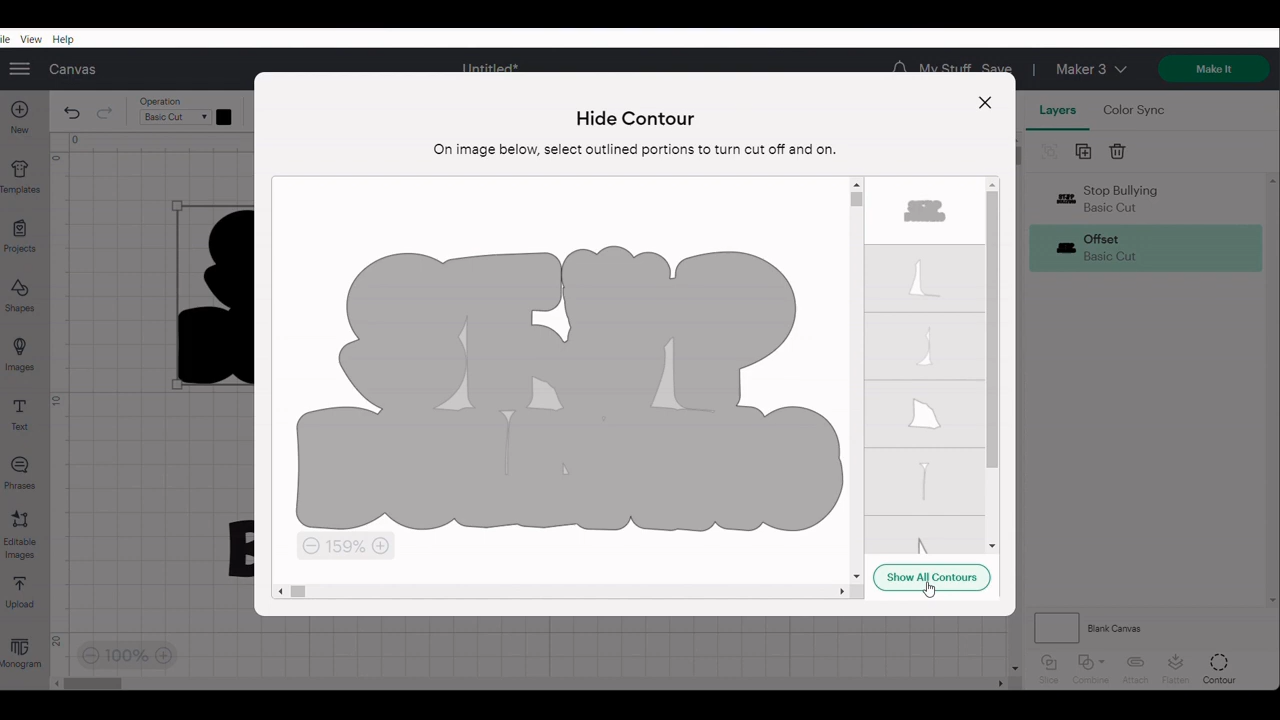 ile View Help
Canvas
Untitled*
My Stuff Save
Maker 3
Make It
New
Templates
Projects
Shapes
Images
Text
Phrases
Editable
Images
Upload
Monogram
Operation
Basic Cut
0
0
10
20
B
100%
Hide Contour
On image below, select outlined portions to turn cut off and on.
159%
Show All Contours
Layers Color Sync
Stop Bullying
Basic Cut
Offset
Basic Cut
Blank Canvas
Slice Combine Attach Flatten Contour